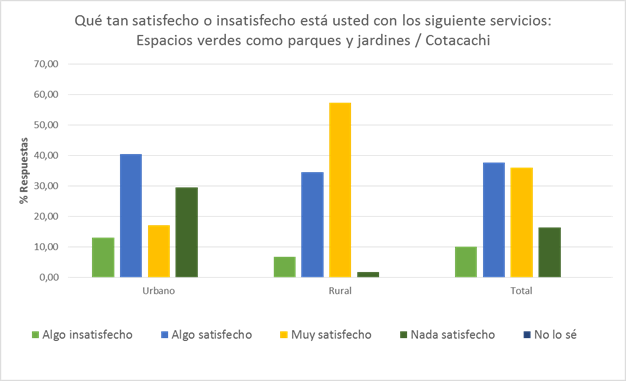 Qué tan satisfecho o insatisfecho está usted con los siguiente servicios:
Espacios verdes como parques y jardines / Cotacachi
70,00
60,00
50,00
40,00
30,00
20,00
10,00
0,00
% Respuestas
Urbano Rural Total
Algo insatisfecho Algo satisfecho Muy satisfecho Nada satisfecho No lo sé